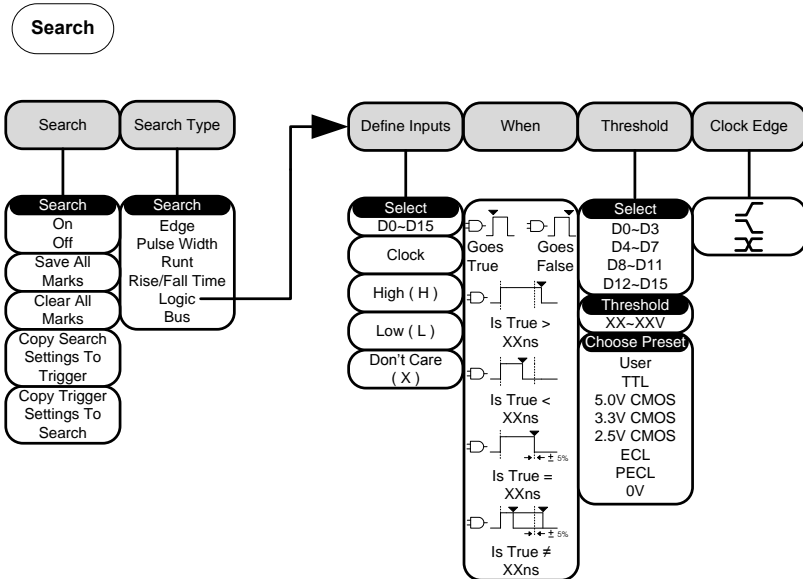 Search
Search
Search Type
Define Inputs
When
Threshold
Clock Edge
Search
On
Off
Save All
Marks
Clear All
Marks
Copy Search
Settings To
Trigger
Copy Trigger
Settings To
Search
Search
Edge
Pulse Width
Runt
Rise/Fall Time
Logic
Bus
Select
D0~D15
Clock
High ( H )
Low ( L )
Don't Care
( X )
Goes
True
Goes
False
Is True >
XXns
Is True <
XXns
± 5%
Is True =
XXns
± 5%
Is True ≠
XXns
Select
D0~D3
D4~D7
D8~D11
D12~D15
Threshold
XX~XXV
Choose Preset
User
TTL
5.0V CMOS
3.3V CMOS
2.5V CMOS
ECL
PECL
0V